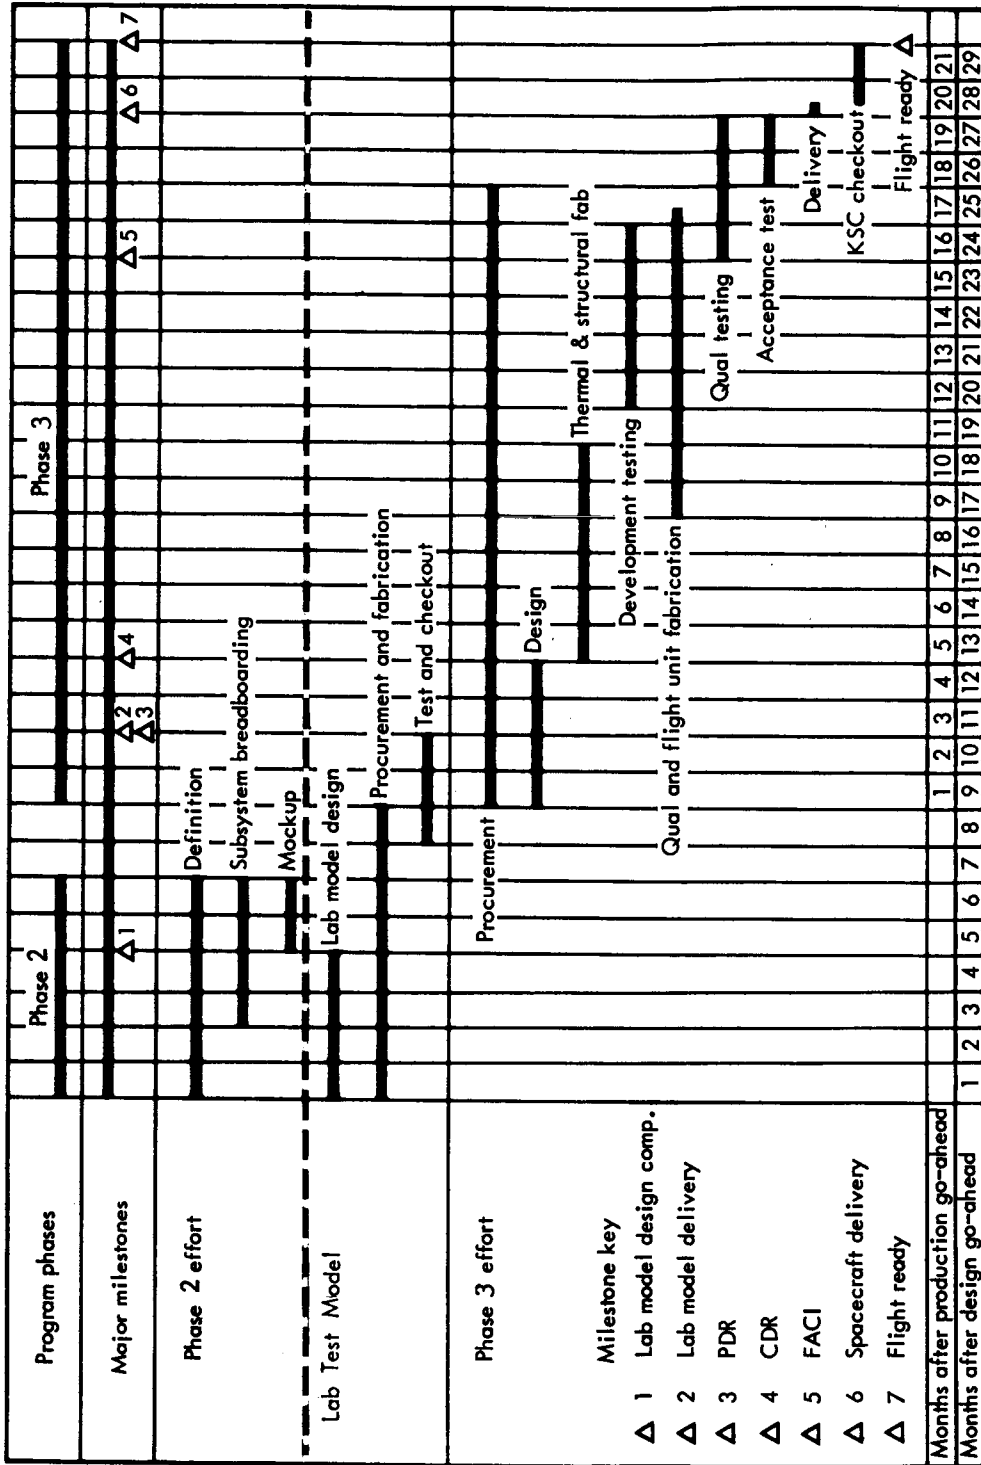 Program phases
Phase 2
Phase 3
Major milestones
1
2
3
4
5
6
7
Phase 2 effort
Definition
Subsystem breadboarding
Mockup
Lab Test Model
Lab model design
Procurement and fabrication
Test and checkout
Phase 3 effort
Procurement
Design
Thermal & structural fab
Development testing
Qual and flight unit fabrication
Qual testing
Acceptance test
Delivery
KSC checkout
Flight ready
Milestone key
Δ 1 Lab model design comp.
Δ 2 Lab model delivery
Δ 3 PDR
Δ 4 CDR
Δ 5 FACI
Δ 6 Spacecraft delivery
Δ 7 Flight ready
Months after production go-ahead 1 2 3 4 5 6 7 8 9 10 11 12 13 14 15 16 17 18 19 20 21
Months after design go-ahead 1 2 3 4 5 6 7 8 9 10 11 12 13 14 15 16 17 18 19 20 21 22 23 24 25 26 27 28 29